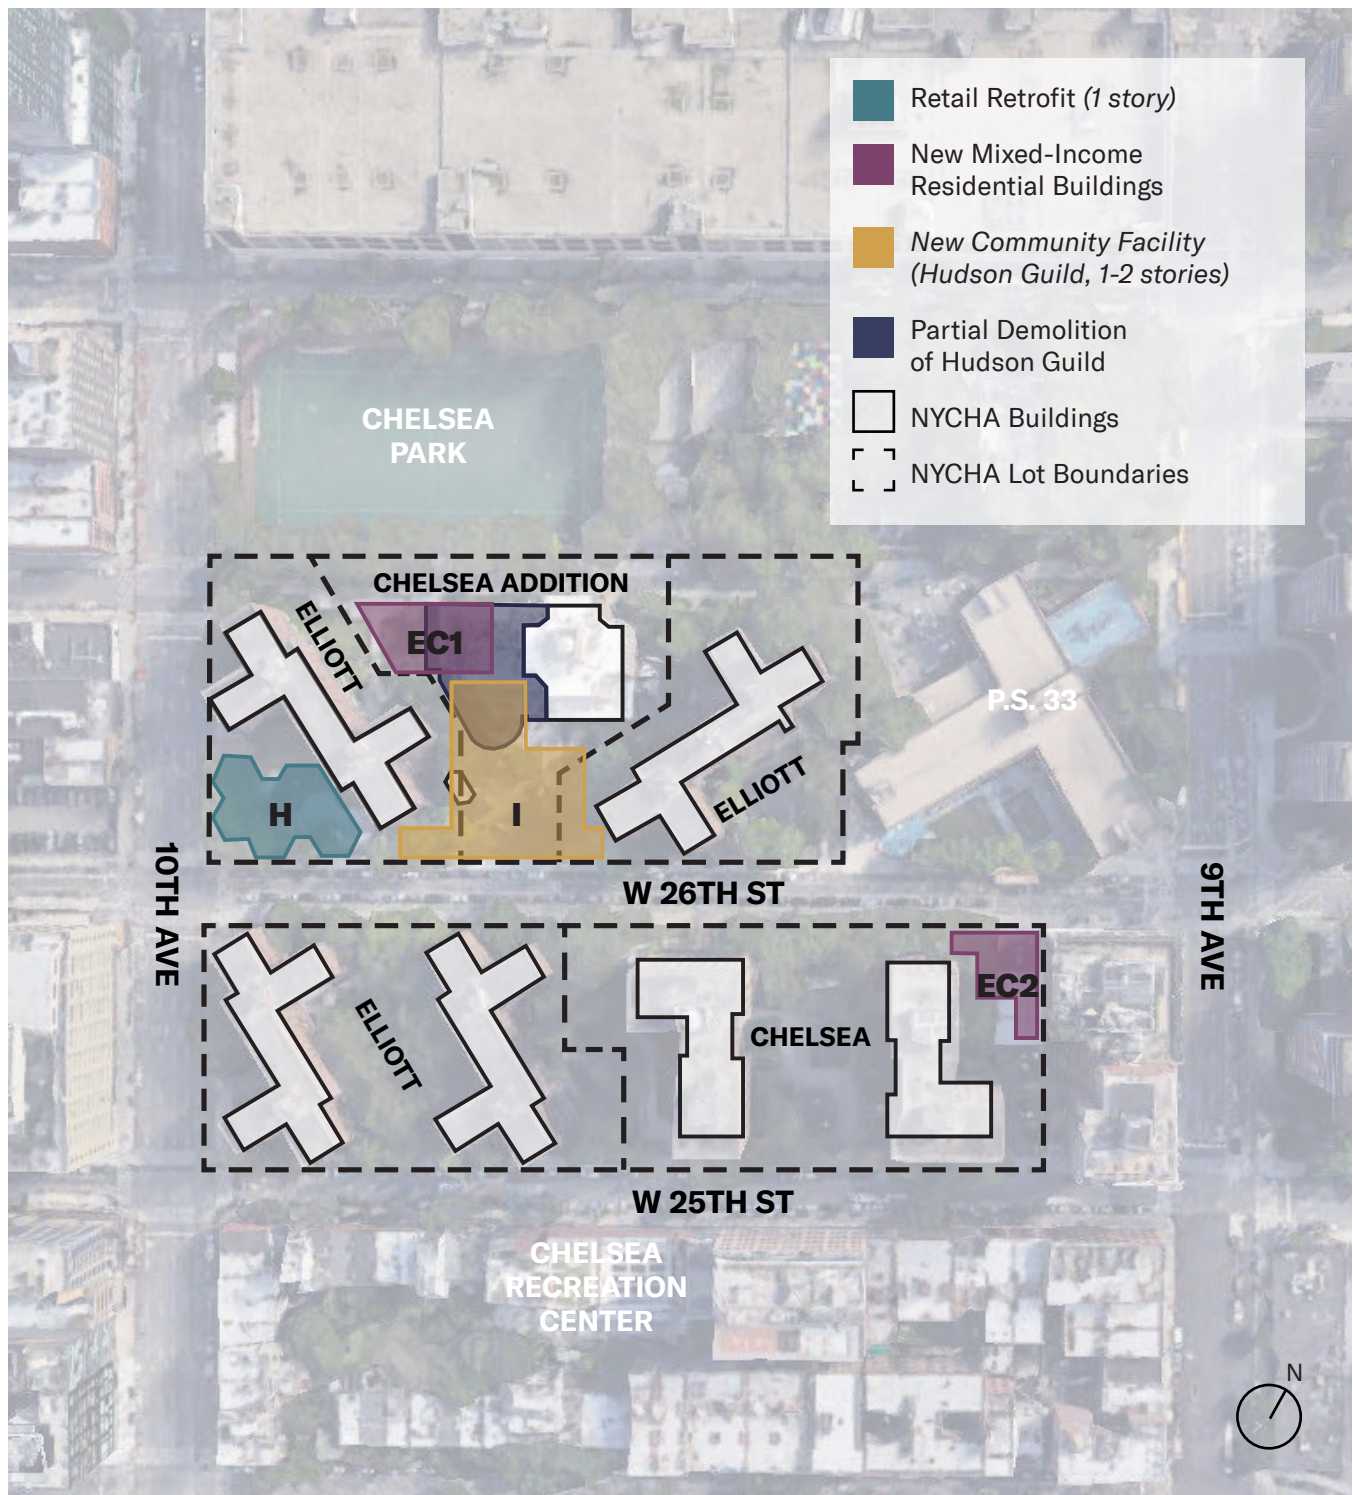 Retail Retrofit (1 story)
New Mixed-Income
Residential Buildings
New Community Facility
(Hudson Guild, 1-2 stories)
Partial Demolition
of Hudson Guild
NYCHA Buildings
NYCHA Lot Boundaries
CHELSEA
PARK
CHELSEA ADDITION
ELLIOTT
EC1
P.S. 33
ELLIOTT
H
I
10TH AVE
W 26TH ST
9TH AVE
EC2
ELLIOTT
CHELSEA
W 25TH ST
CHELSEA
RECREATION
CENTER
N